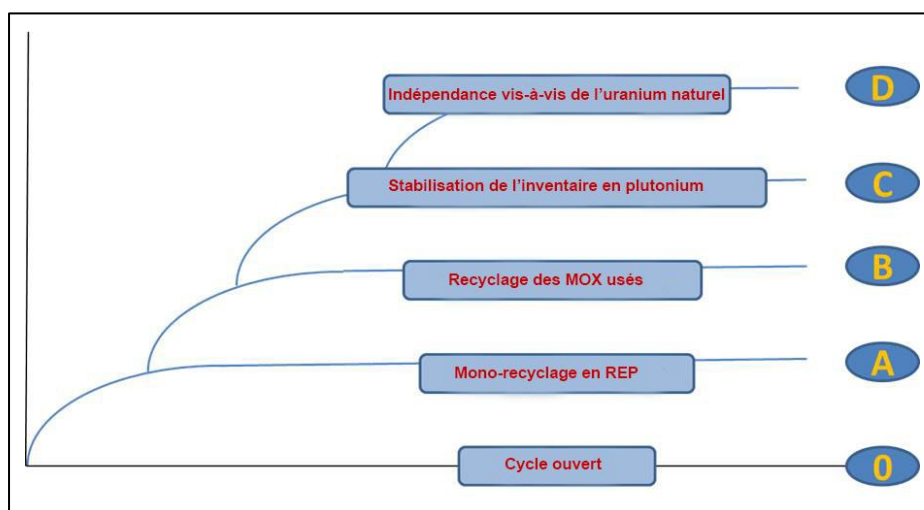 Indépendance vis-à-vis de l'uranium naturel
D
Stabilisation de l'inventaire en plutonium
C
Recyclage des MOX usés
B
Mono-recyclage en REP
A
Cycle ouvert
0